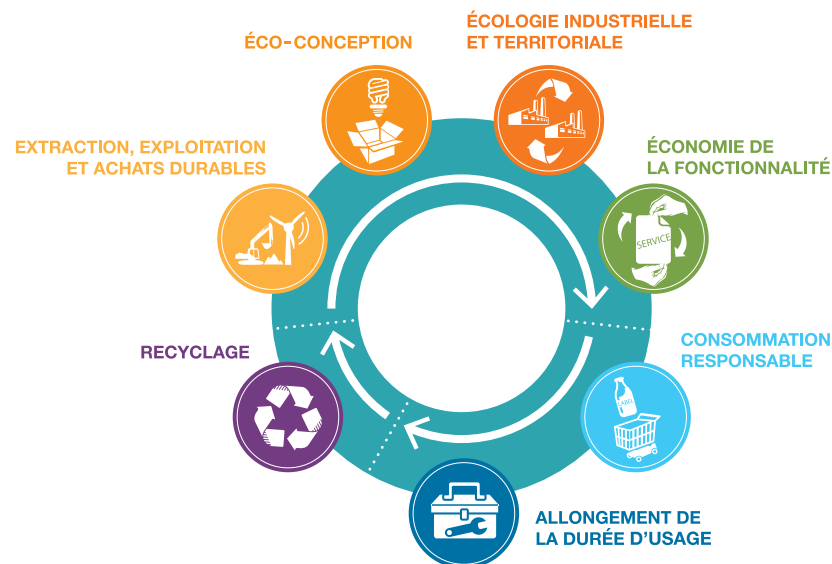 ÉCOLOGIE INDUSTRIELLE
ET TERRITORIALE
ÉCO-CONCEPTION
EXTRACTION, EXPLOITATION
ET ACHATS DURABLES
ÉCONOMIE DE
LA FONCTIONNALITÉ
SERVICE
RECYCLAGE
CONSOMMATION
RESPONSABLE
LABEL
ALLONGEMENT DE
LA DURÉE D'USAGE